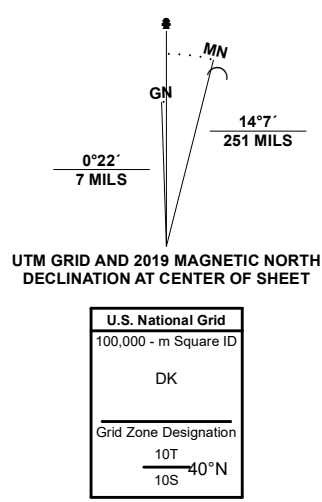 MN
GN
14°7´
251 MILS
0°22´
7 MILS
UTM GRID AND 2019 MAGNETIC NORTH
DECLINATION AT CENTER OF SHEET
U.S. National Grid
100,000 - m Square ID
DK
Grid Zone Designation
10T
40°N
10S